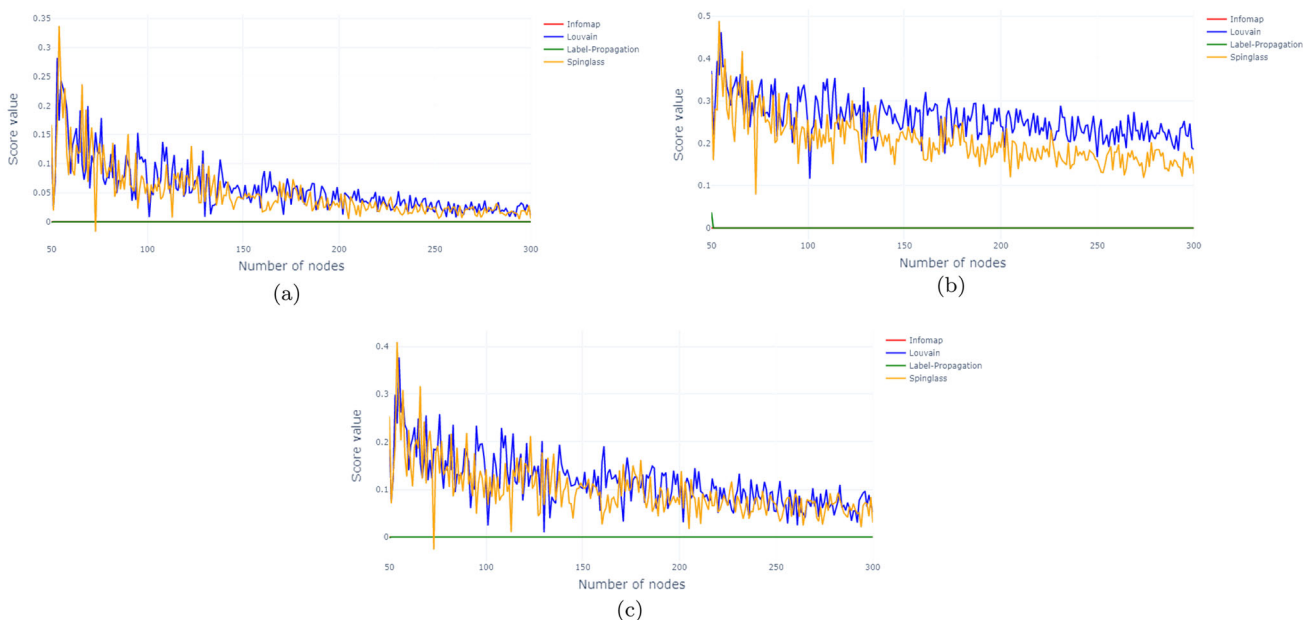 0.35
0.3
0.25
0.2
0.15
0.1
0.05
0
Score value
50 100 150 200 250 300
Number of nodes
Infomap
Louvain
Label-Propagation
Spinglass
(a)
0.5
0.4
0.3
0.2
0.1
0
Score value
50 100 150 200 250 300
Number of nodes
Infomap
Louvain
Label-Propagation
Spinglass
(b)
0.4
0.3
0.2
0.1
0
Score value
50 100 150 200 250 300
Number of nodes
Infomap
Louvain
Label-Propagation
Spinglass
(c)